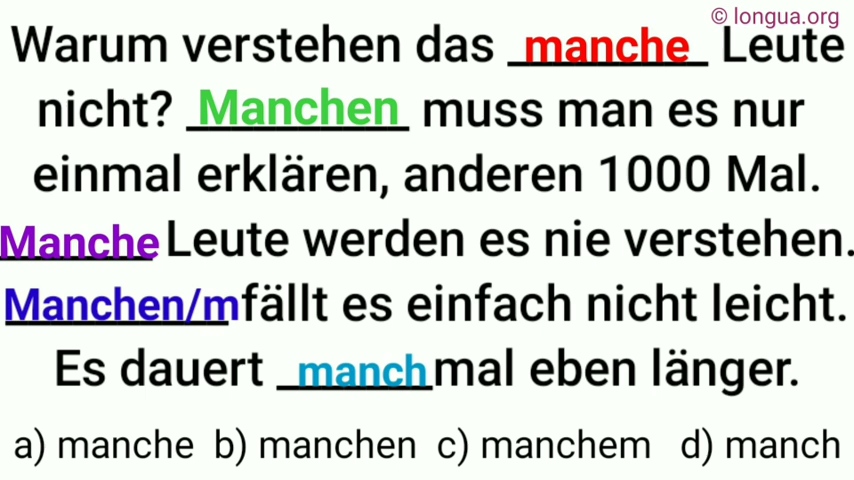 © longua.org
Warum verstehen das manche Leute
nicht? Manchen muss man es nur
einmal erklären, anderen 1000 Mal.
Manche Leute werden es nie verstehen.
Manchen/m fällt es einfach nicht leicht.
Es dauert manchmal eben länger.
a) manche b) manchen c) manchem d) manch